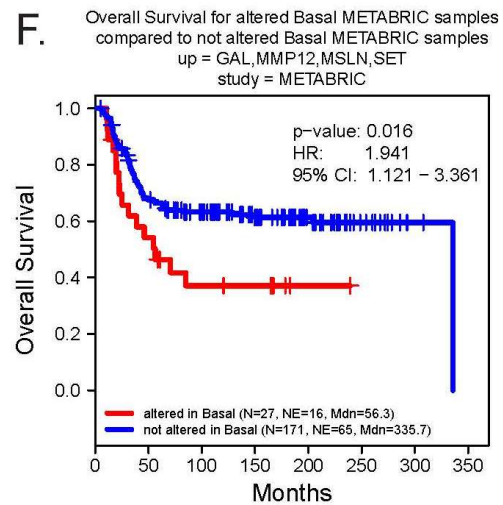 F.
Overall Survival for altered Basal METABRIC samples
compared to not altered Basal METABRIC samples
up = GAL,MMP12,MSLN,SET
study = METABRIC
p-value: 0.016
HR: 1.941
95% CI: 1.121 − 3.361
Overall Survival
1.0
0.8
0.6
0.4
0.2
0.0
altered in Basal (N=27, NE=16, Mdn=56.3)
not altered in Basal (N=171, NE=65, Mdn=335.7)
0 50 100 150 200 250 300 350
Months